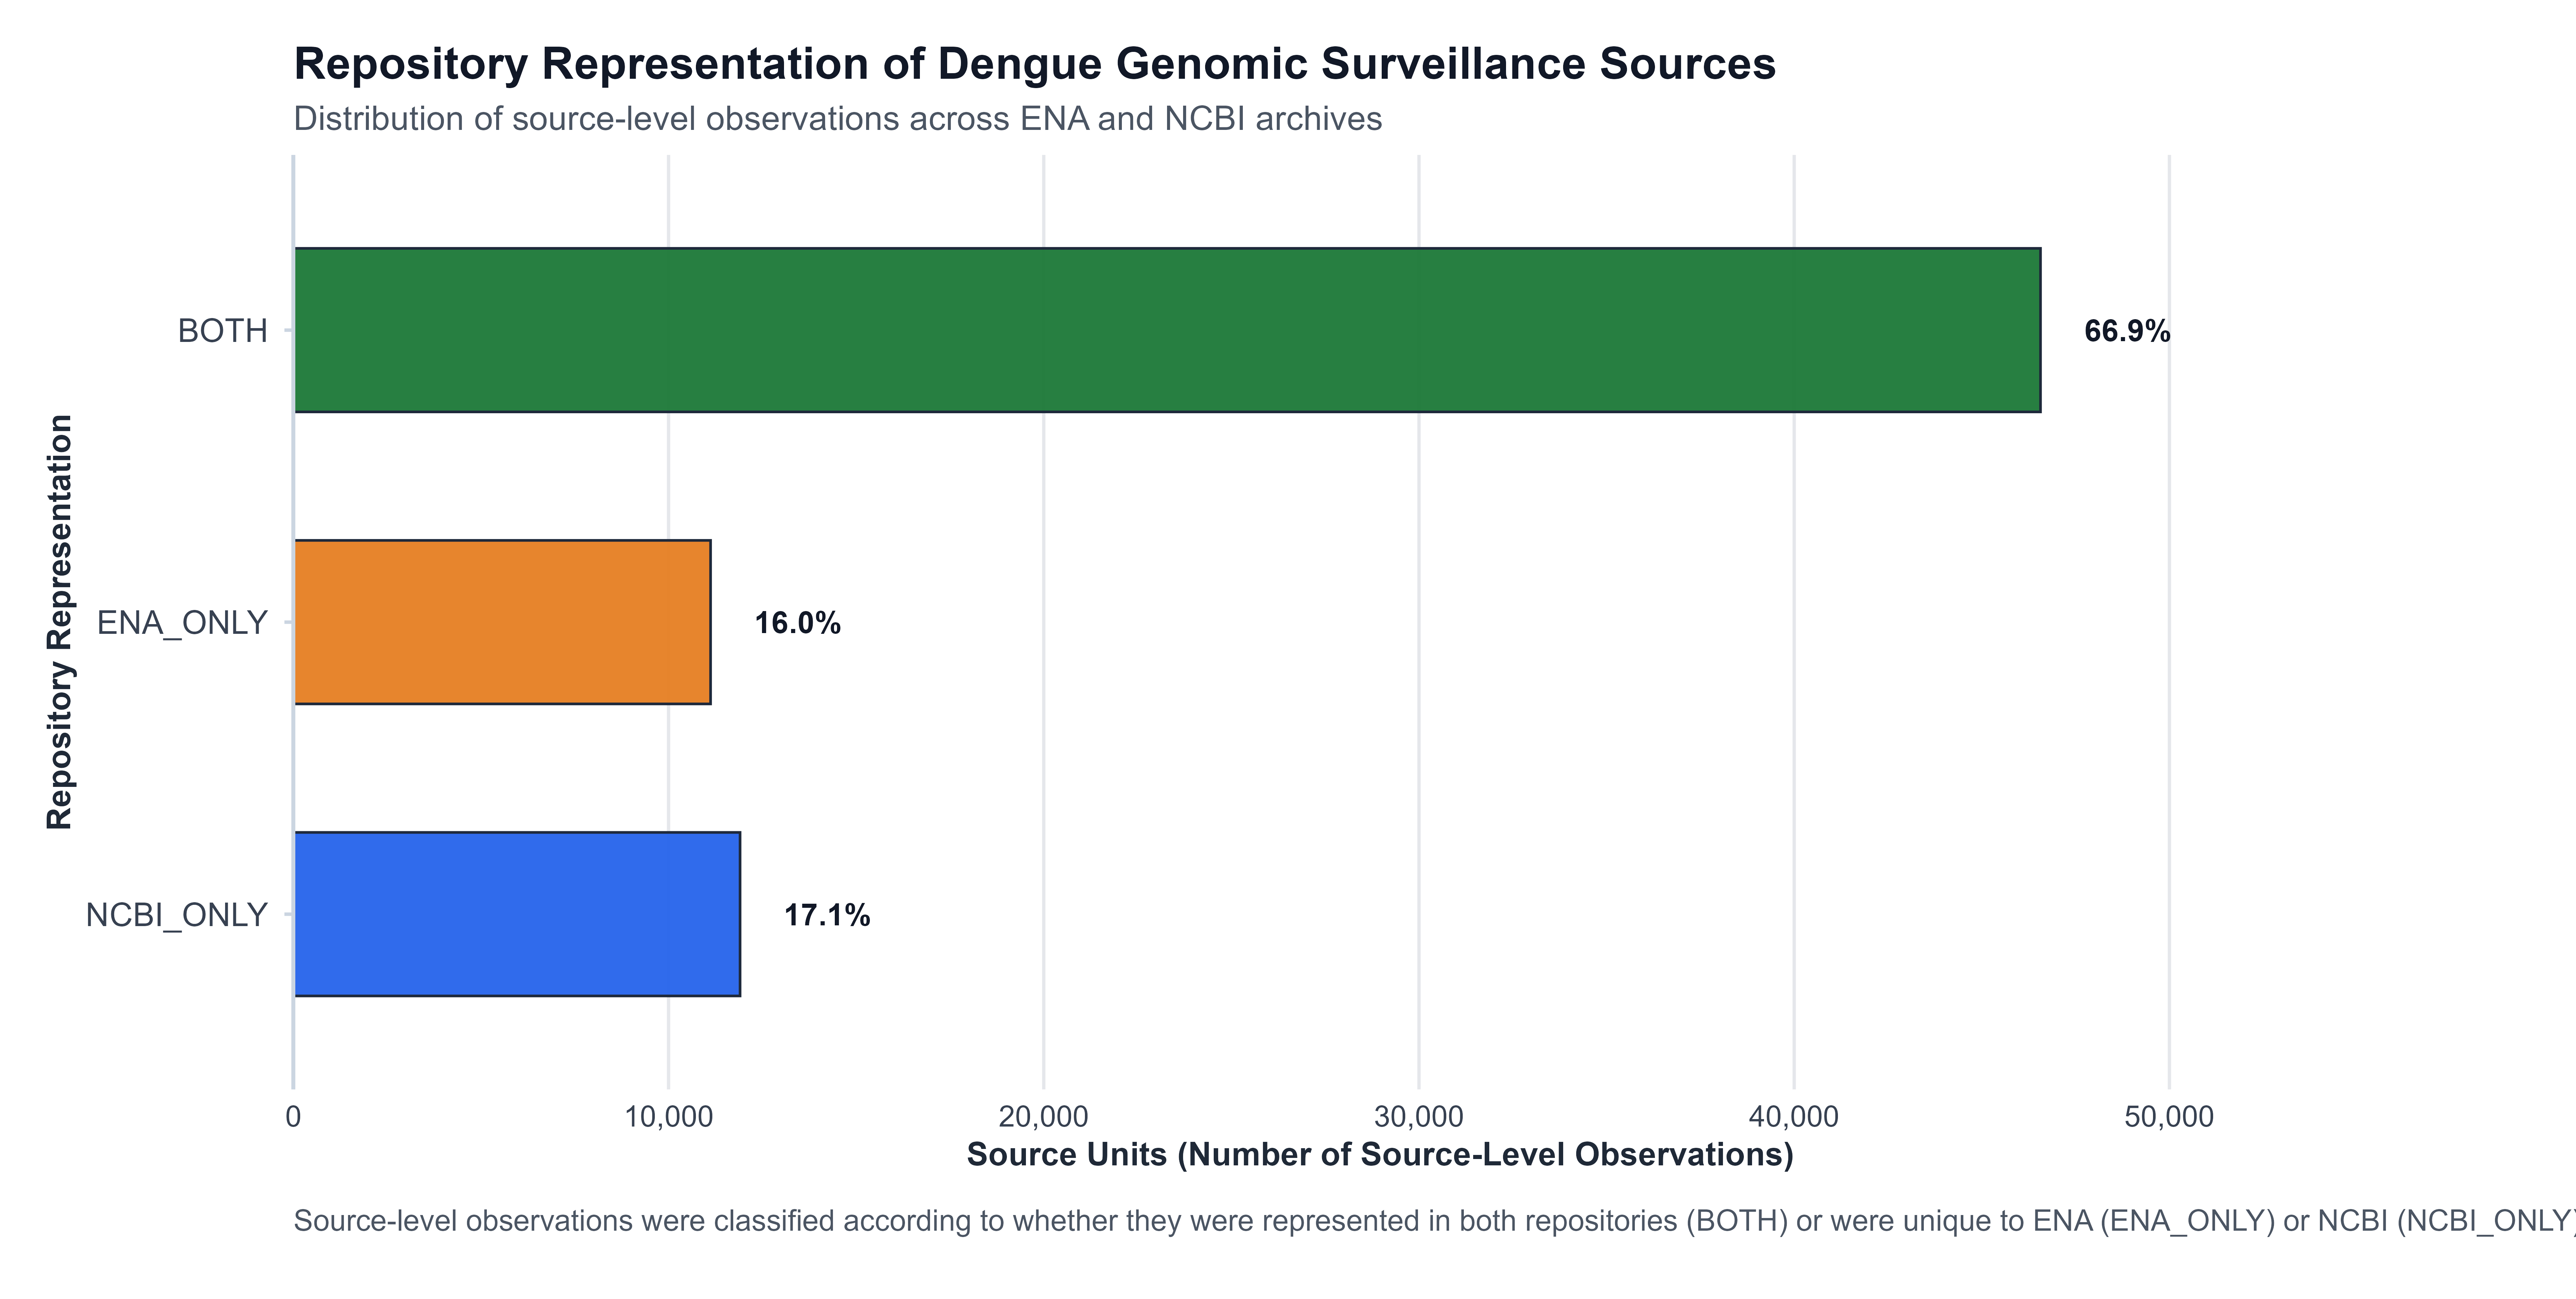 Repository Representation of Dengue Genomic Surveillance Sources
Distribution of source-level observations across ENA and NCBI archives
Repository Representation
BOTH
66.9%
ENA_ONLY
16.0%
NCBI_ONLY
17.1%
0
10,000
20,000
30,000
40,000
50,000
Source Units (Number of Source-Level Observations)
Source-level observations were classified according to whether they were represented in both repositories (BOTH) or were unique to ENA (ENA_ONLY) or NCBI (NCBI_ONLY)